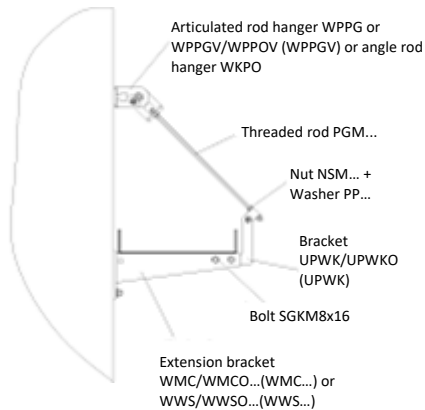 Articulated rod hanger WPPG or
WPPGV/WPPOV (WPPGV) or angle rod
hanger WKPO
Threaded rod PGM...
Nut NSM... +
Washer PP...
Bracket
UPWK/UPWKO
(UPWK)
Bolt SGKM8x16
Extension bracket
WMC/WMCO...(WMC...) or
WWS/WWSO...(WWS...)